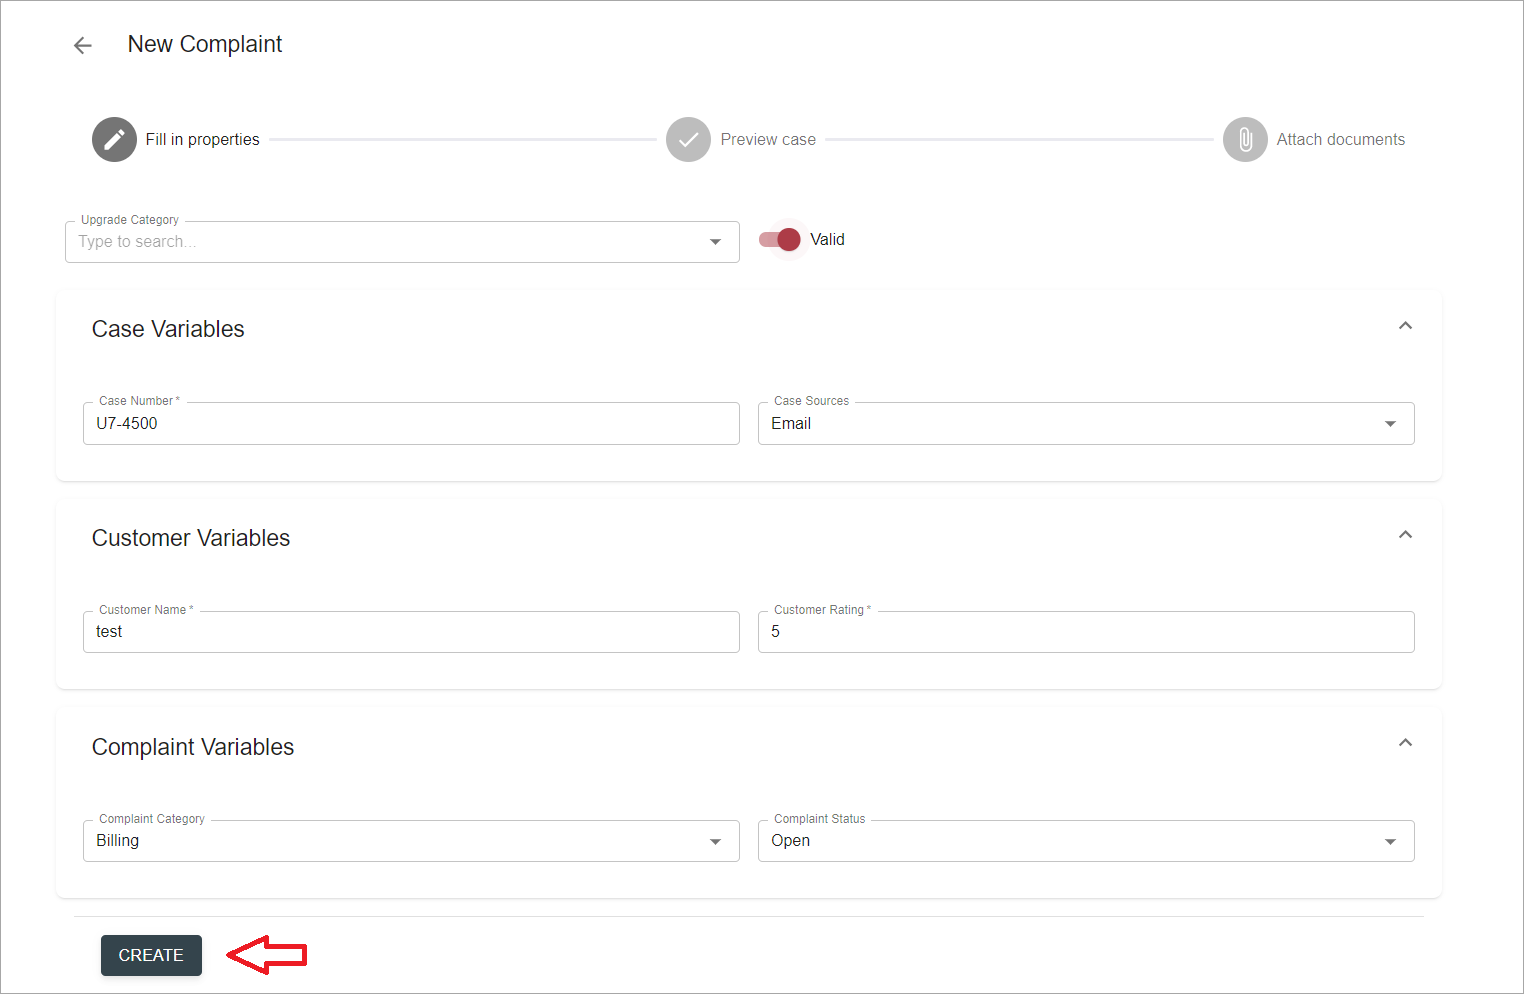 New Complaint
Fill in properties
Preview case
Attach documents
Upgrade Category
Type to search...
Valid
Case Variables
Case Number *
U7-4500
Case Sources
Email
Customer Variables
Customer Name *
test
Customer Rating *
5
Complaint Variables
Complaint Category
Billing
Complaint Status
Open
CREATE